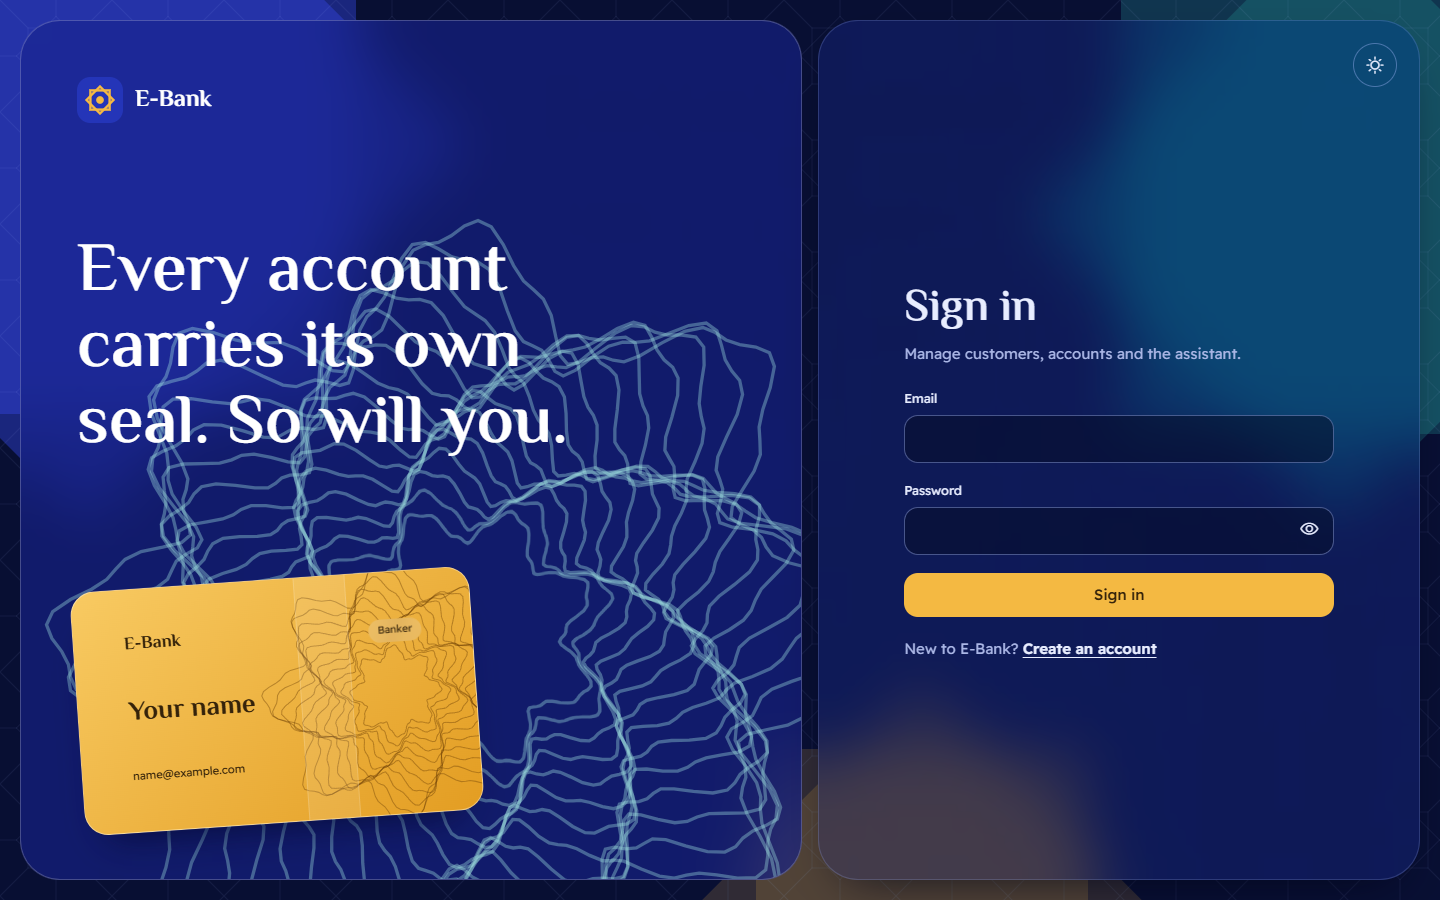 E-Bank
Every account
carries its own
seal. So will you.
E-Bank
Banker
Your name
name@example.com
Sign in
Manage customers, accounts and the assistant.
Email
Password
Sign in
New to E-Bank? Create an account